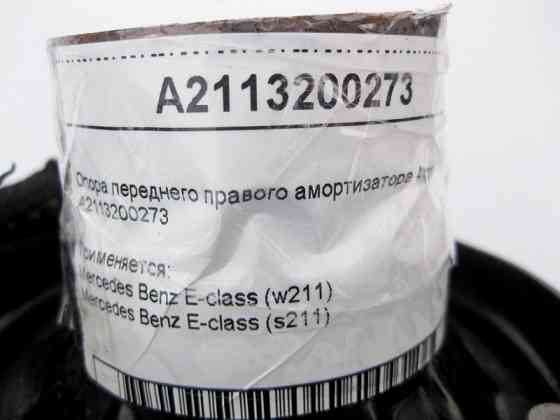 A2113200273
Опора переднего правого амортизатора
A2113200273
Применяется:
Mercedes Benz E-class (w211)
Mercedes Benz E-class (s211)